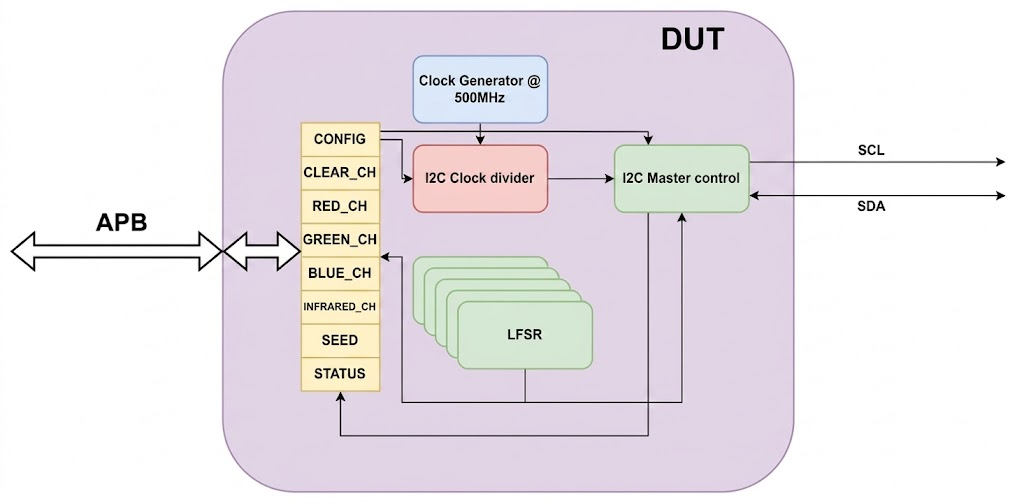 DUT
Clock Generator @
500MHz
CONFIG
CLEAR_CH
RED_CH
GREEN_CH
BLUE_CH
INFRARED_CH
SEED
STATUS
I2C Clock divider
I2C Master control
SCL
SDA
APB
LFSR